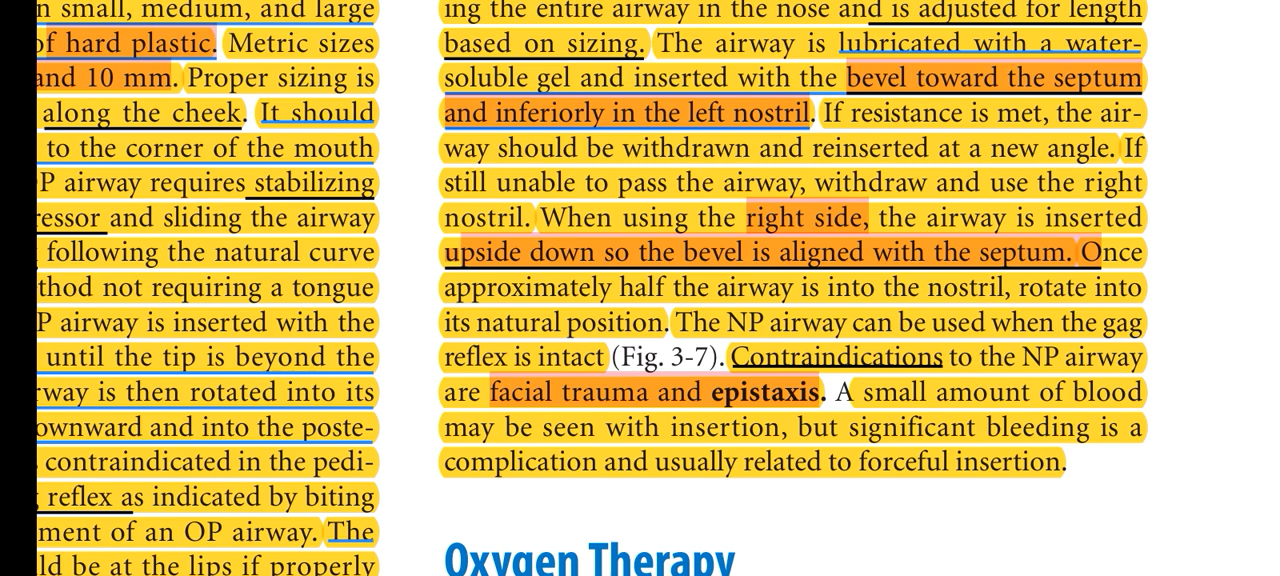 n small, medium, and large
of hard plastic. Metric sizes
and 10 mm. Proper sizing is
along the cheek. It should
to the corner of the mouth
P airway requires stabilizing
ressor and sliding the airway
following the natural curve
thod not requiring a tongue
P airway is inserted with the
until the tip is beyond the
rway is then rotated into its
ownward and into the poste-
contraindicated in the pedi-
reflex as indicated by biting
ment of an OP airway. The
ld be at the lips if properly
ing the entire airway in the nose and is adjusted for length
based on sizing. The airway is lubricated with a water-
soluble gel and inserted with the bevel toward the septum
and inferiorly in the left nostril. If resistance is met, the air-
way should be withdrawn and reinserted at a new angle. If
still unable to pass the airway, withdraw and use the right
nostril. When using the right side, the airway is inserted
upside down so the bevel is aligned with the septum. Once
approximately half the airway is into the nostril, rotate into
its natural position. The NP airway can be used when the gag
reflex is intact (Fig. 3-7). Contraindications to the NP airway
are facial trauma and epistaxis. A small amount of blood
may be seen with insertion, but significant bleeding is a
complication and usually related to forceful insertion.
Oxygen Therapy